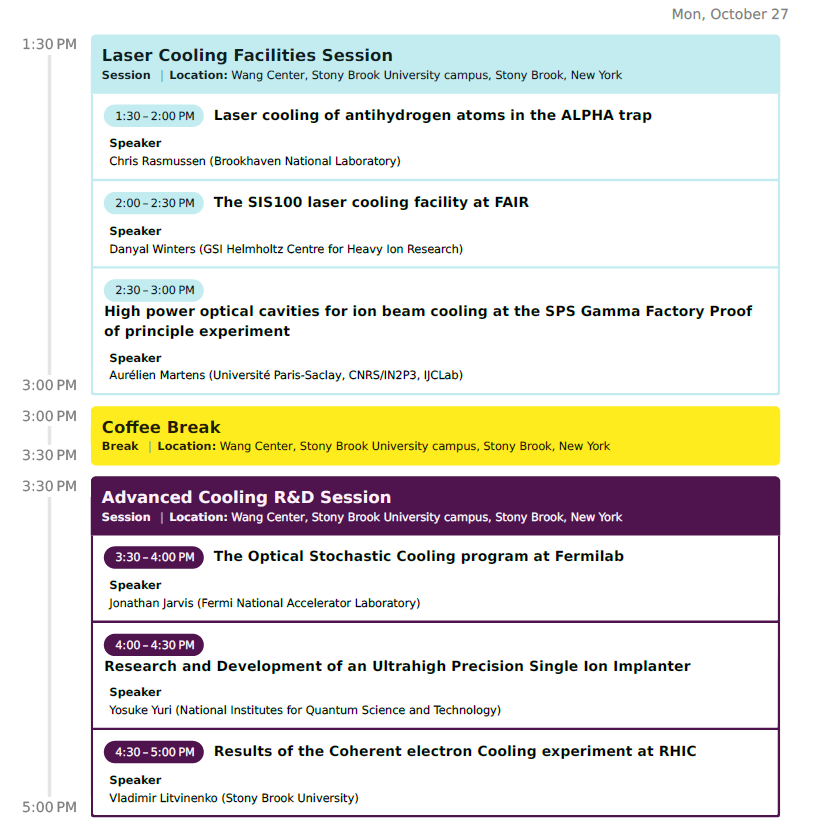 Mon, October 27
1:30 PM
Laser Cooling Facilities Session
Session | Location: Wang Center, Stony Brook University campus, Stony Brook, New York
1:30 – 2:00 PM Laser cooling of antihydrogen atoms in the ALPHA trap
Speaker
Chris Rasmussen (Brookhaven National Laboratory)
2:00 – 2:30 PM The SIS100 laser cooling facility at FAIR
Speaker
Danyal Winters (GSI Helmholtz Centre for Heavy Ion Research)
2:30 – 3:00 PM
High power optical cavities for ion beam cooling at the SPS Gamma Factory Proof
of principle experiment
Speaker
Aurélien Martens (Université Paris-Saclay, CNRS/IN2P3, IJCLab)
3:00 PM
3:00 PM
Coffee Break
Break | Location: Wang Center, Stony Brook University campus, Stony Brook, New York
3:30 PM
3:30 PM
Advanced Cooling R&D Session
Session | Location: Wang Center, Stony Brook University campus, Stony Brook, New York
3:30 – 4:00 PM The Optical Stochastic Cooling program at Fermilab
Speaker
Jonathan Jarvis (Fermi National Accelerator Laboratory)
4:00 – 4:30 PM
Research and Development of an Ultrahigh Precision Single Ion Implanter
Speaker
Yosuke Yuri (National Institutes for Quantum Science and Technology)
4:30 – 5:00 PM Results of the Coherent electron Cooling experiment at RHIC
Speaker
Vladimir Litvinenko (Stony Brook University)
5:00 PM